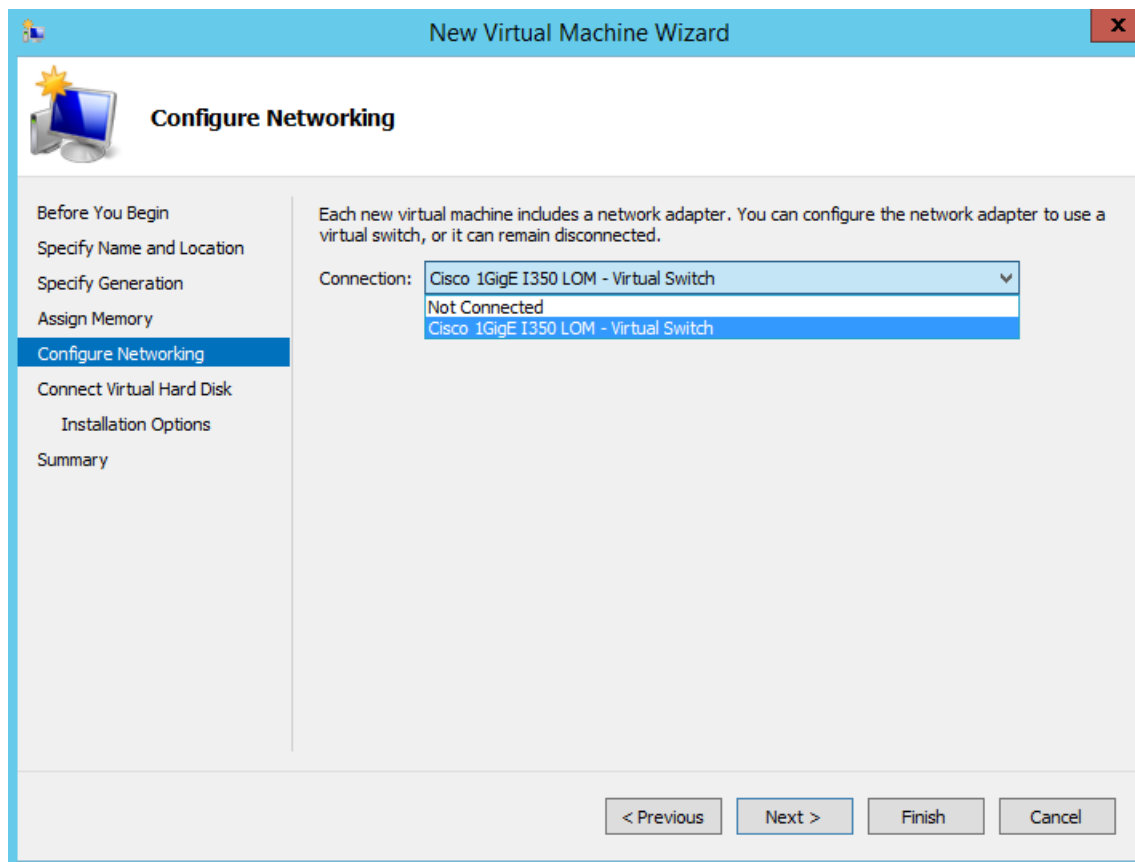 New Virtual Machine Wizard
x
Configure Networking
Before You Begin
Specify Name and Location
Specify Generation
Assign Memory
Configure Networking
Connect Virtual Hard Disk
Installation Options
Summary
Each new virtual machine includes a network adapter. You can configure the network adapter to use a
virtual switch, or it can remain disconnected.
Connection: Cisco 1GigE I350 LOM - Virtual Switch
Not Connected
Cisco 1GigE I350 LOM - Virtual Switch
< Previous Next > Finish Cancel